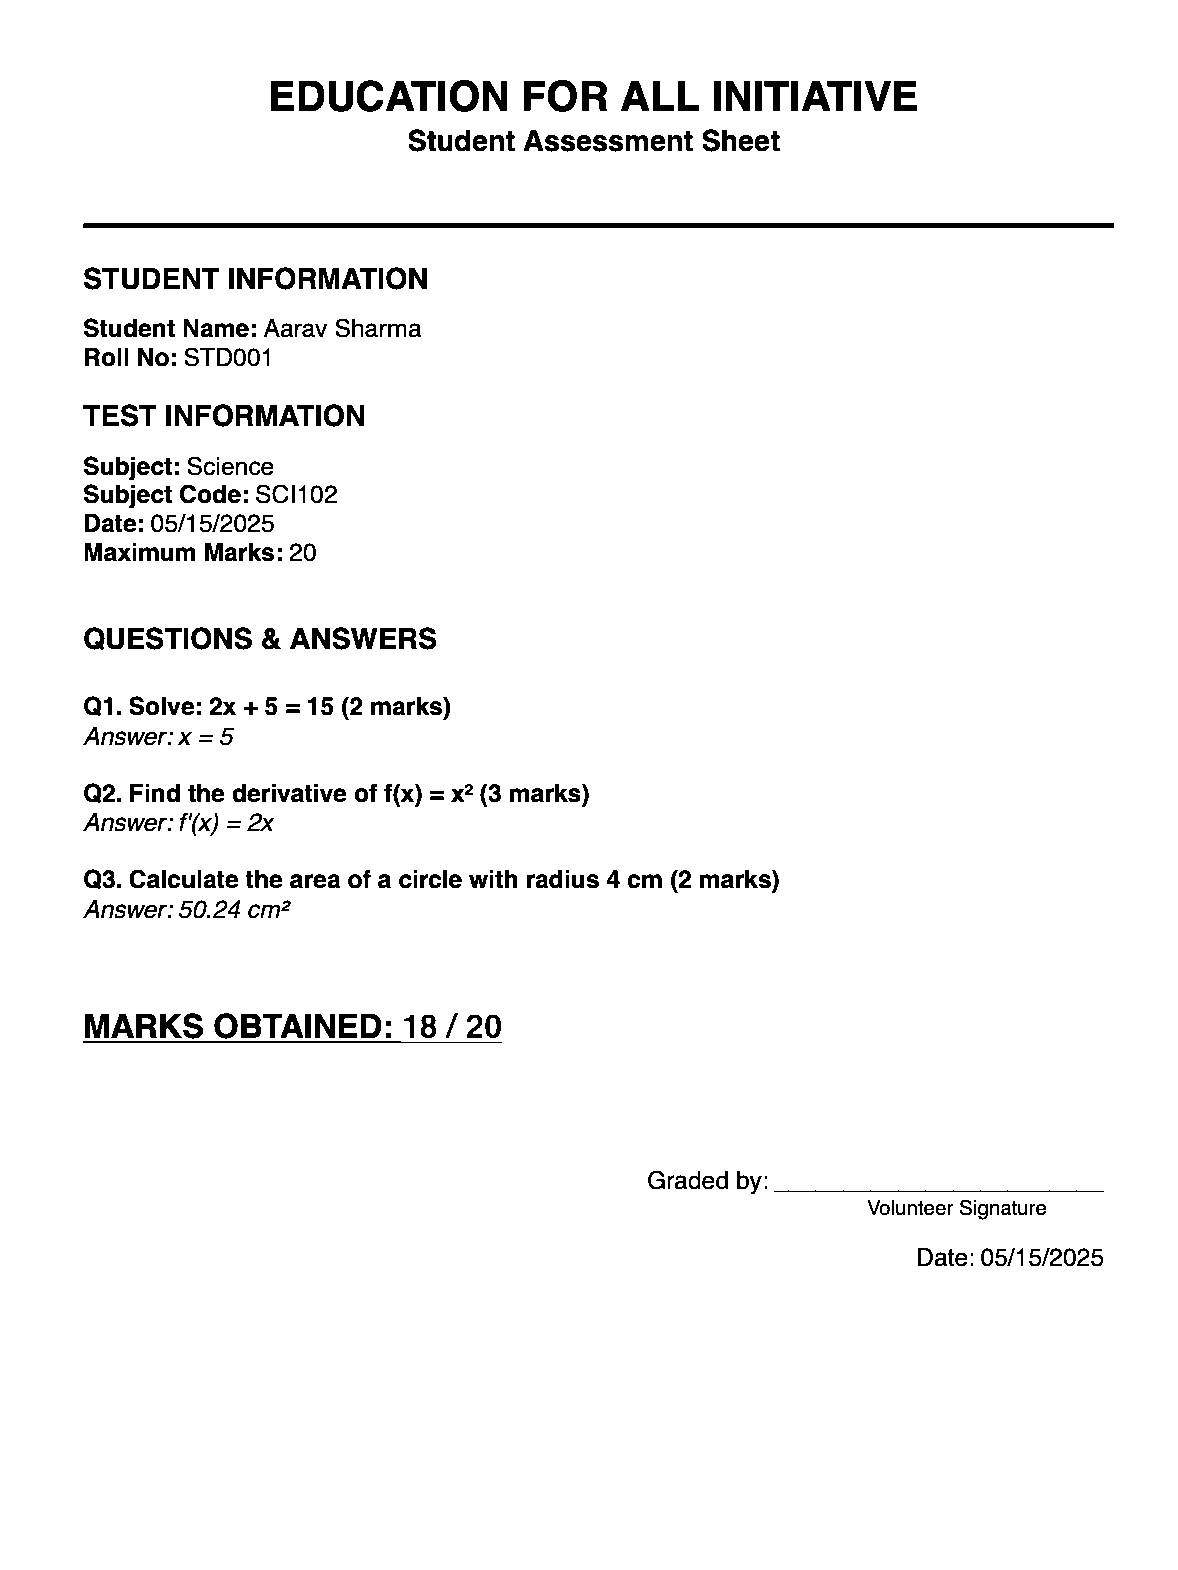 EDUCATION FOR ALL INITIATIVE
Student Assessment Sheet
STUDENT INFORMATION
Student Name: Aarav Sharma
Roll No: STD001
TEST INFORMATION
Subject: Science
Subject Code: SCI102
Date: 05/15/2025
Maximum Marks: 20
QUESTIONS & ANSWERS
Q1. Solve: 2x + 5 = 15 (2 marks)
Answer: x = 5
Q2. Find the derivative of f(x) = x² (3 marks)
Answer: f'(x) = 2x
Q3. Calculate the area of a circle with radius 4 cm (2 marks)
Answer: 50.24 cm²
MARKS OBTAINED: 18 / 20
Graded by: ________________________
Volunteer Signature
Date: 05/15/2025